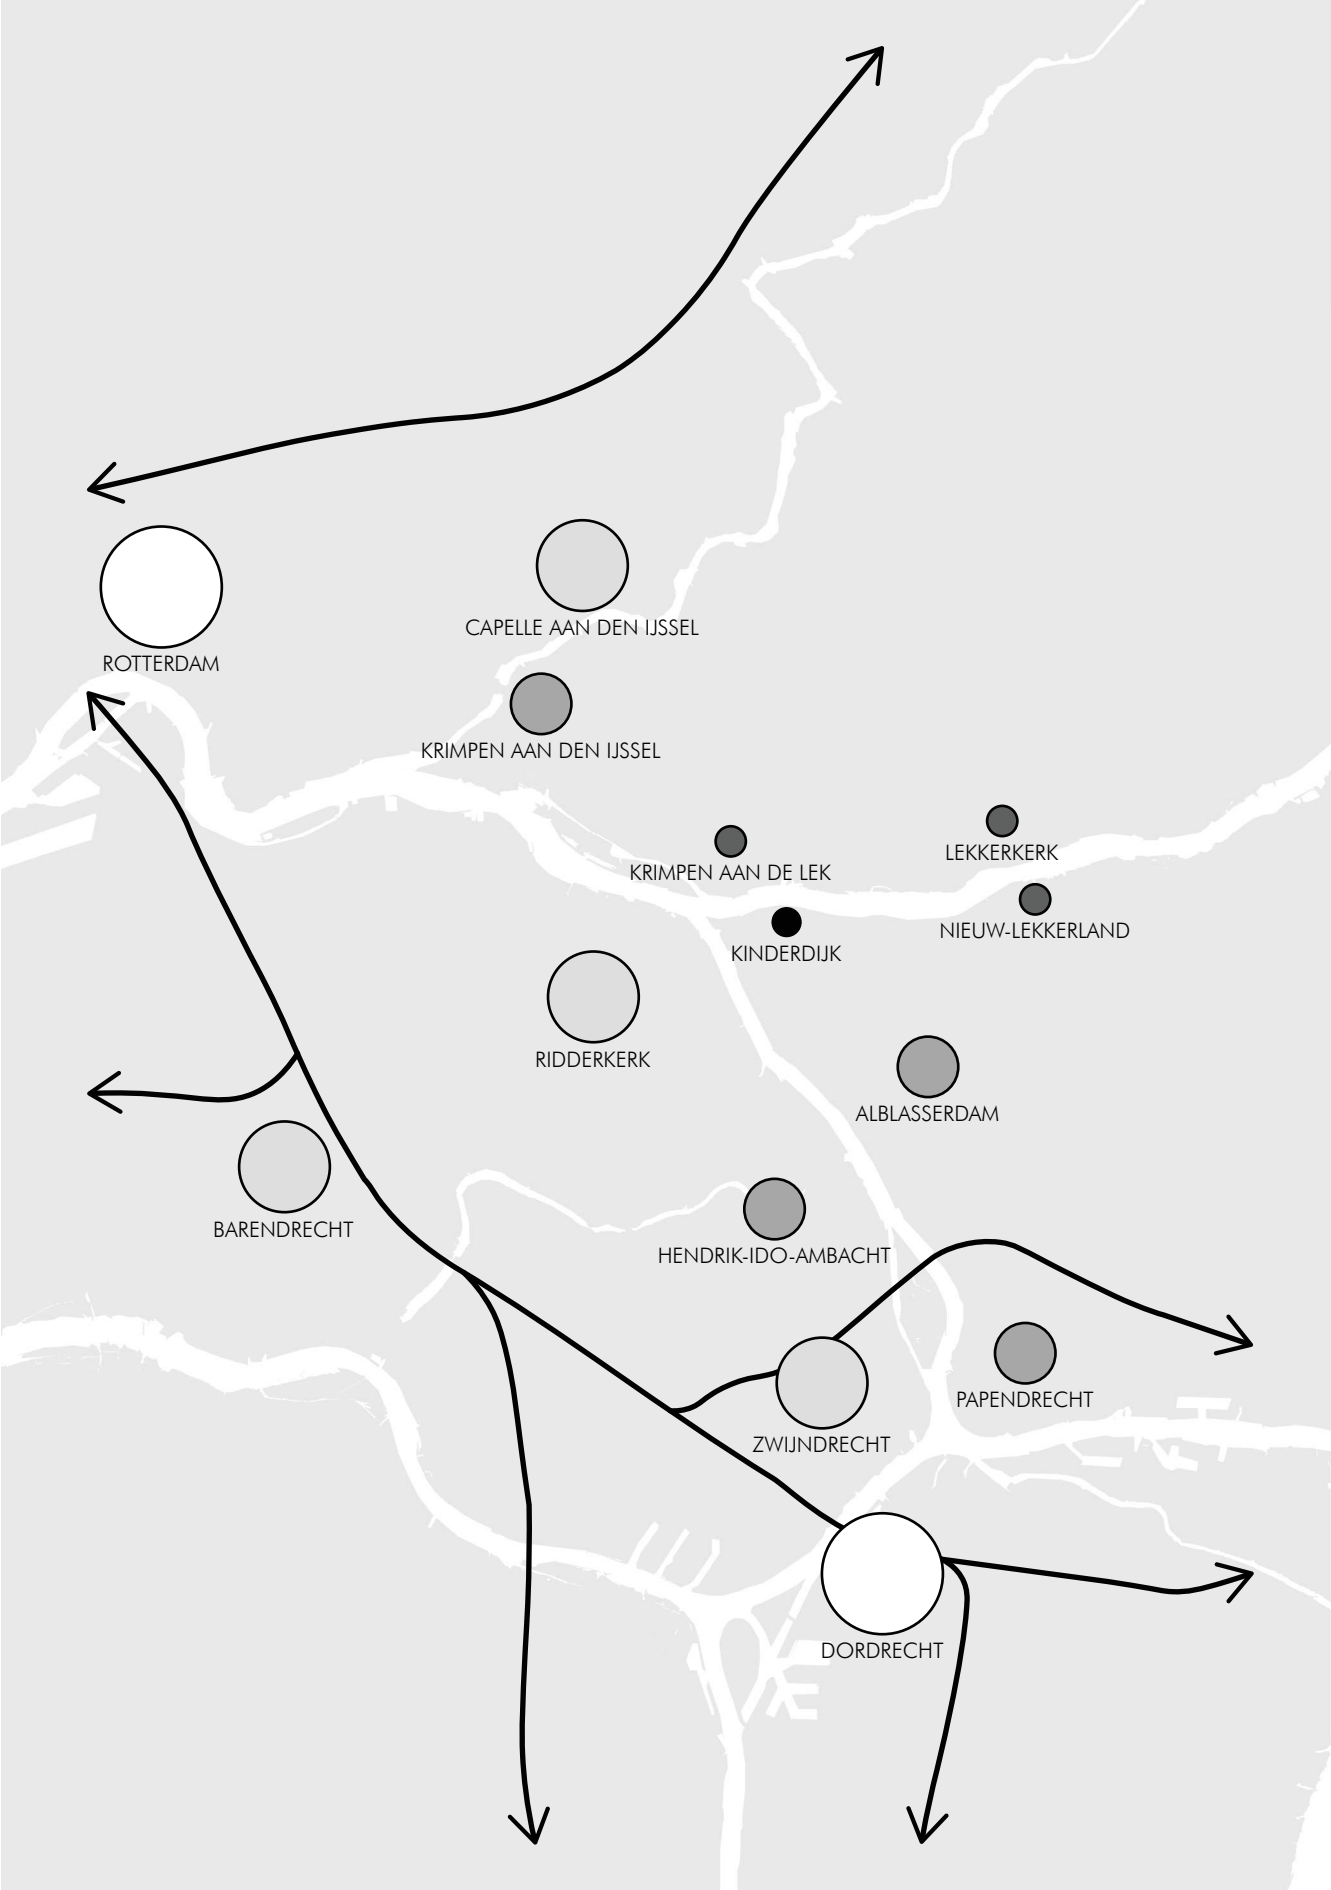 CAPELLE AAN DEN IJSSEL
ROTTERDAM
KRIMPEN AAN DEN IJSSEL
LEKKERKERK
KRIMPEN AAN DE LEK
NIEUW-LEKKERLAND
KINDERDIJK
RIDDERKERK
ALBLASSERDAM
BARENDRECHT
HENDRIK-IDO-AMBACHT
PAPENDRECHT
ZWIJNDRECHT
DORDRECHT